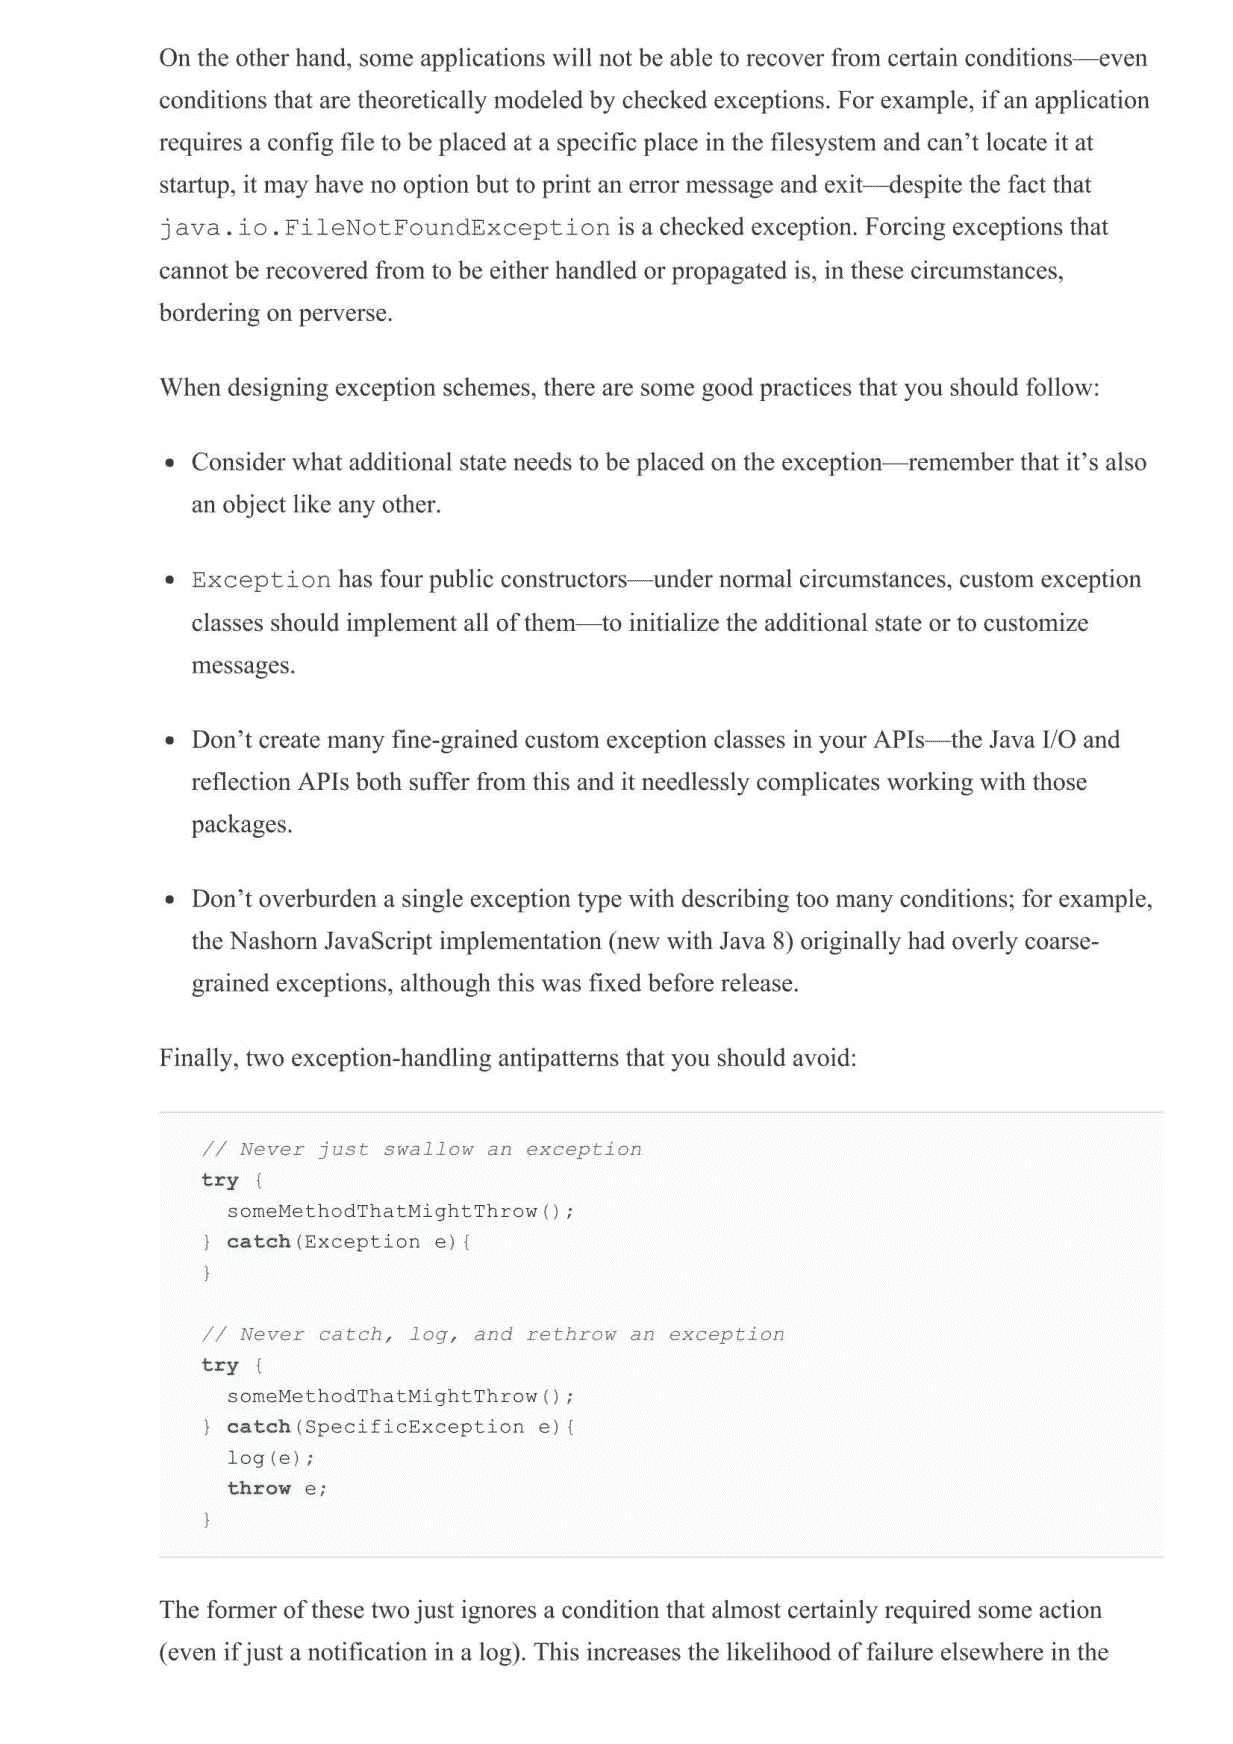 On the other hand, some applications will not be able to recover from certain conditions—even
conditions that are theoretically modeled by checked exceptions. For example, if an application
requires a config file to be placed at a specific place in the filesystem and can’t locate it at
startup, it may have no option but to print an error message and exit—despite the fact that
java.io.FileNotFoundException is a checked exception. Forcing exceptions that
cannot be recovered from to be either handled or propagated is, in these circumstances,
bordering on perverse.
When designing exception schemes, there are some good practices that you should follow:
• Consider what additional state needs to be placed on the exception—remember that it’s also
an object like any other.
• Exception has four public constructors—under normal circumstances, custom exception
classes should implement all of them—to initialize the additional state or to customize
messages.
• Don’t create many fine-grained custom exception classes in your APIs—the Java I/O and
reflection APIs both suffer from this and it needlessly complicates working with those
packages.
• Don’t overburden a single exception type with describing too many conditions; for example,
the Nashorn JavaScript implementation (new with Java 8) originally had overly coarse-
grained exceptions, although this was fixed before release.
Finally, two exception-handling antipatterns that you should avoid:
// Never just swallow an exception
try {
  someMethodThatMightThrow();
} catch(Exception e){
}
// Never catch, log, and rethrow an exception
try {
  someMethodThatMightThrow();
} catch(SpecificException e){
  log(e);
  throw e;
}
The former of these two just ignores a condition that almost certainly required some action
(even if just a notification in a log). This increases the likelihood of failure elsewhere in the